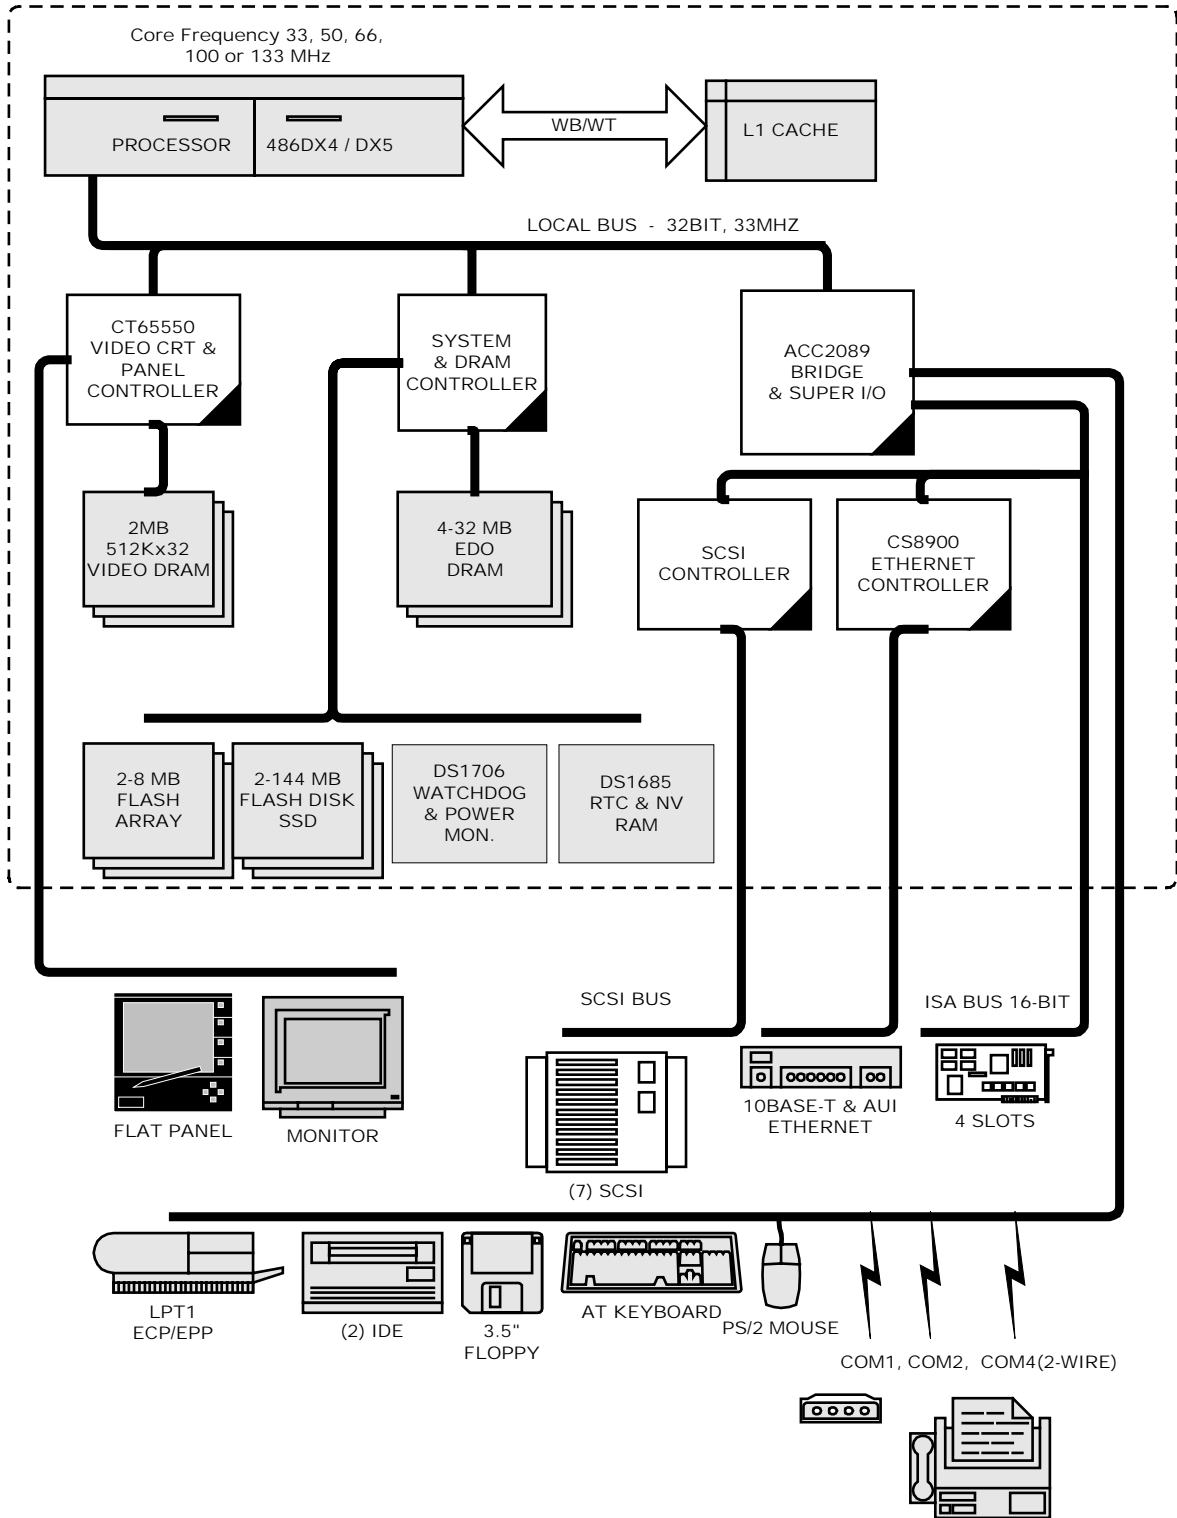 Core Frequency 33, 50, 66,
100 or 133 MHz
PROCESSOR
486DX4 / DX5
WB/WT
L1 CACHE
LOCAL BUS - 32BIT, 33MHZ
CT65550
VIDEO CRT &
PANEL
CONTROLLER
SYSTEM
& DRAM
CONTROLLER
ACC2089
BRIDGE
& SUPER I/O
2MB
512Kx32
VIDEO DRAM
4-32 MB
EDO
DRAM
SCSI
CONTROLLER
CS8900
ETHERNET
CONTROLLER
2-8 MB
FLASH
ARRAY
2-144 MB
FLASH DISK
SSD
DS1706
WATCHDOG
& POWER
MON.
DS1685
RTC & NV
RAM
SCSI BUS
ISA BUS 16-BIT
FLAT PANEL
MONITOR
(7) SCSI
10BASE-T & AUI
ETHERNET
4 SLOTS
LPT1
ECP/EPP
(2) IDE
3.5"
FLOPPY
AT KEYBOARD
PS/2 MOUSE
COM1, COM2, COM4(2-WIRE)